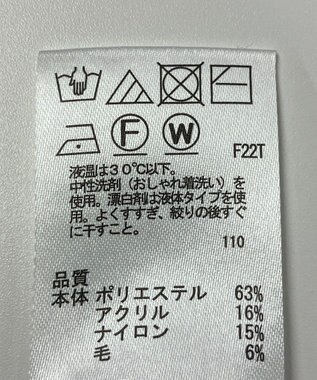 F W F22T
液温は30℃以下。
中性洗剤（おしゃれ着洗い）を
使用。漂白剤は液体タイプを使
用。よくすすぎ、絞りの後すぐ
に干すこと。
110
品質
本体 ポリエステル 63%
アクリル 16%
ナイロン 15%
毛 6%